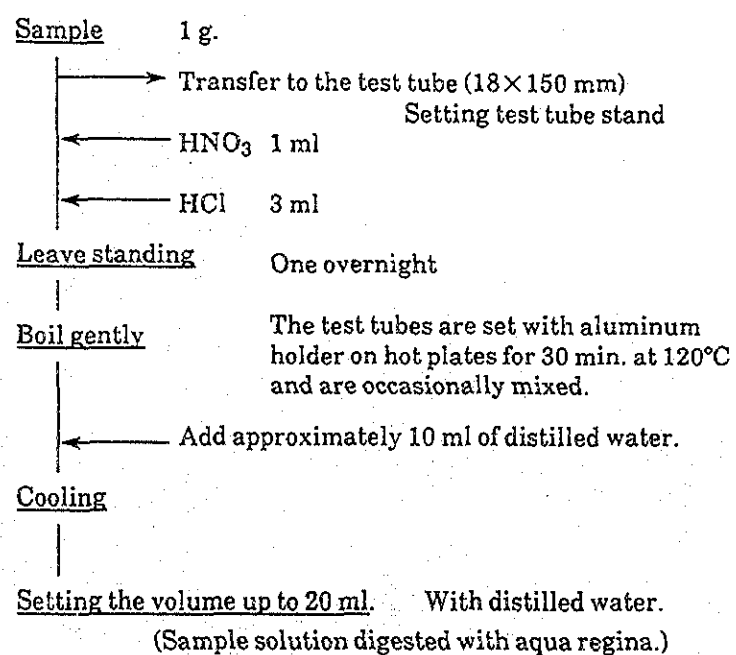 Sample 1 g.
Transfer to the test tube (18×150 mm)
Setting test tube stand
HNO₃ 1 ml
HCl 3 ml
Leave standing One overnight
Boil gently The test tubes are set with aluminum
holder on hot plates for 30 min. at 120°C
and are occasionally mixed.
Add approximately 10 ml of distilled water.
Cooling
Setting the volume up to 20 ml. With distilled water.
(Sample solution digested with aqua regina.)